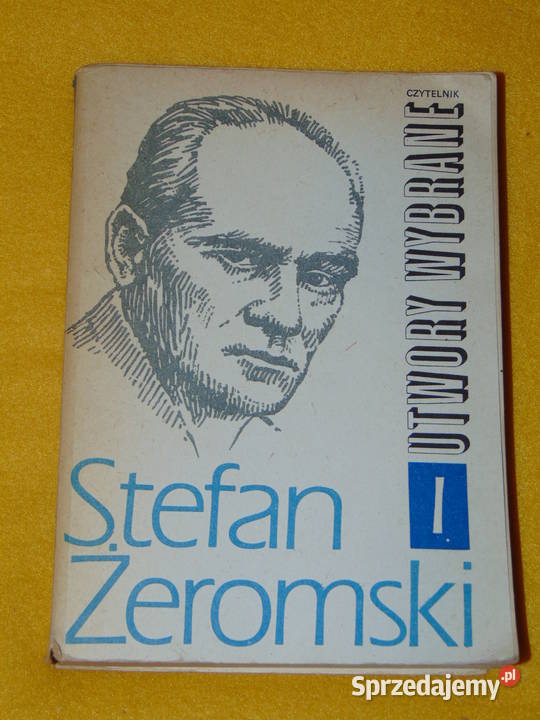 CZYTELNIK
UTWORY WYBRANE
I
Stefan
Żeromski
Sprzedajemy.pl